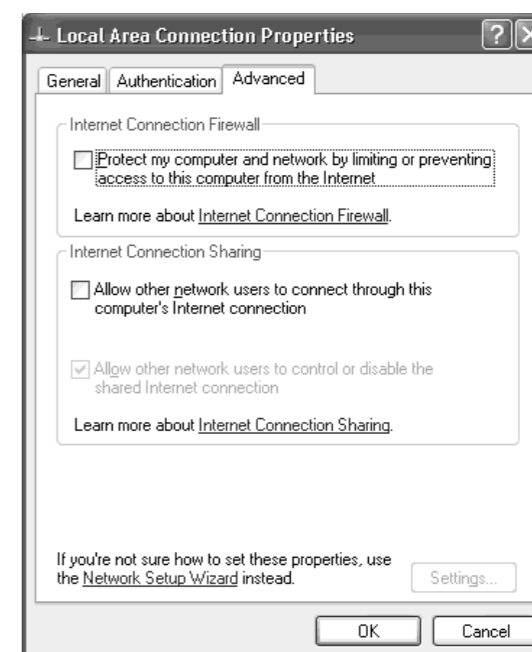 Local Area Connection Properties
General Authentication Advanced
Internet Connection Firewall
Protect my computer and network by limiting or preventing
access to this computer from the Internet
Learn more about Internet Connection Firewall.
Internet Connection Sharing
Allow other network users to connect through this
computer's Internet connection
Allow other network users to control or disable the
shared Internet connection
Learn more about Internet Connection Sharing.
If you're not sure how to set these properties, use
the Network Setup Wizard instead.
Settings...
OK Cancel